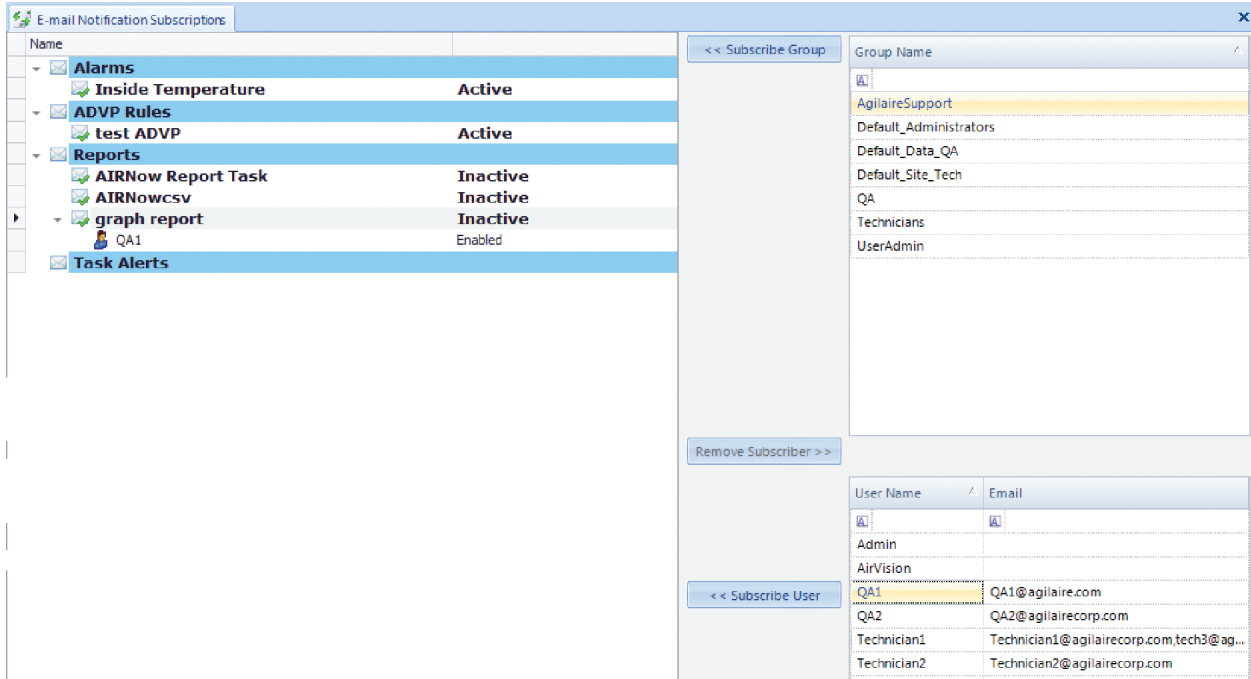 E-mail Notification Subscriptions
Name
Alarms
Inside Temperature Active
ADVP Rules
test ADVP Active
Reports
AIRNow Report Task Inactive
AIRNowcsv Inactive
graph report Inactive
QA1 Enabled
Task Alerts
<< Subscribe Group
Remove Subscriber >>
<< Subscribe User
Group Name
A
AgilaireSupport
Default_Administrators
Default_Data_QA
Default_Site_Tech
QA
Technicians
UserAdmin
User Name Email
A A
Admin
AirVision
QA1 QA1@agilaire.com
QA2 QA2@agilairecorp.com
Technician1 Technician1@agilairecorp.com,tech3@ag...
Technician2 Technician2@agilairecorp.com